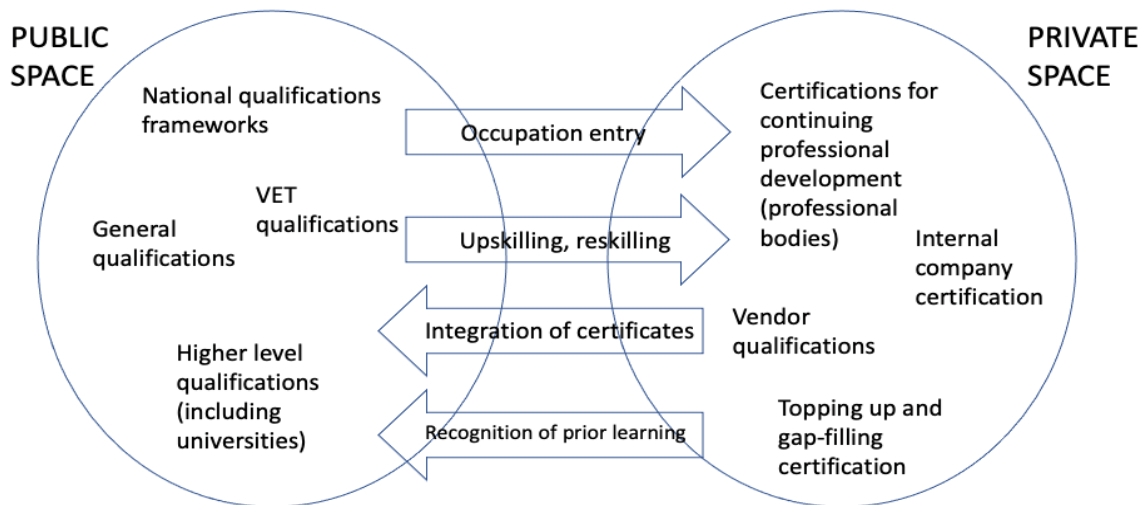 PUBLIC
SPACE
National qualifications
frameworks
VET
qualifications
General
qualifications
Higher level
qualifications
(including
universities)
Occupation entry
Upskilling, reskilling
Integration of certificates
Recognition of prior learning
PRIVATE
SPACE
Certifications for
continuing
professional
development
(professional
bodies)
Internal
company
certification
Vendor
qualifications
Topping up and
gap-filling
certification